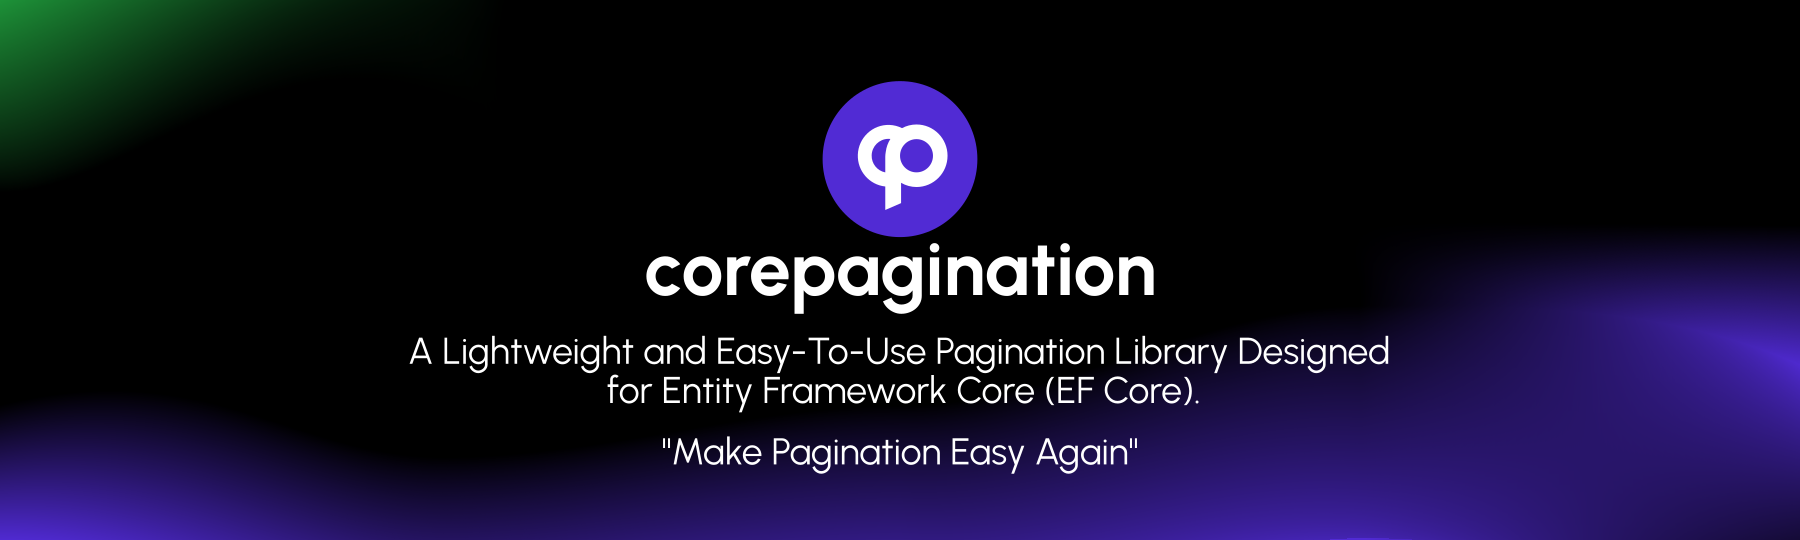 corepagination
A Lightweight and Easy-To-Use Pagination Library Designed
for Entity Framework Core (EF Core).
"Make Pagination Easy Again"